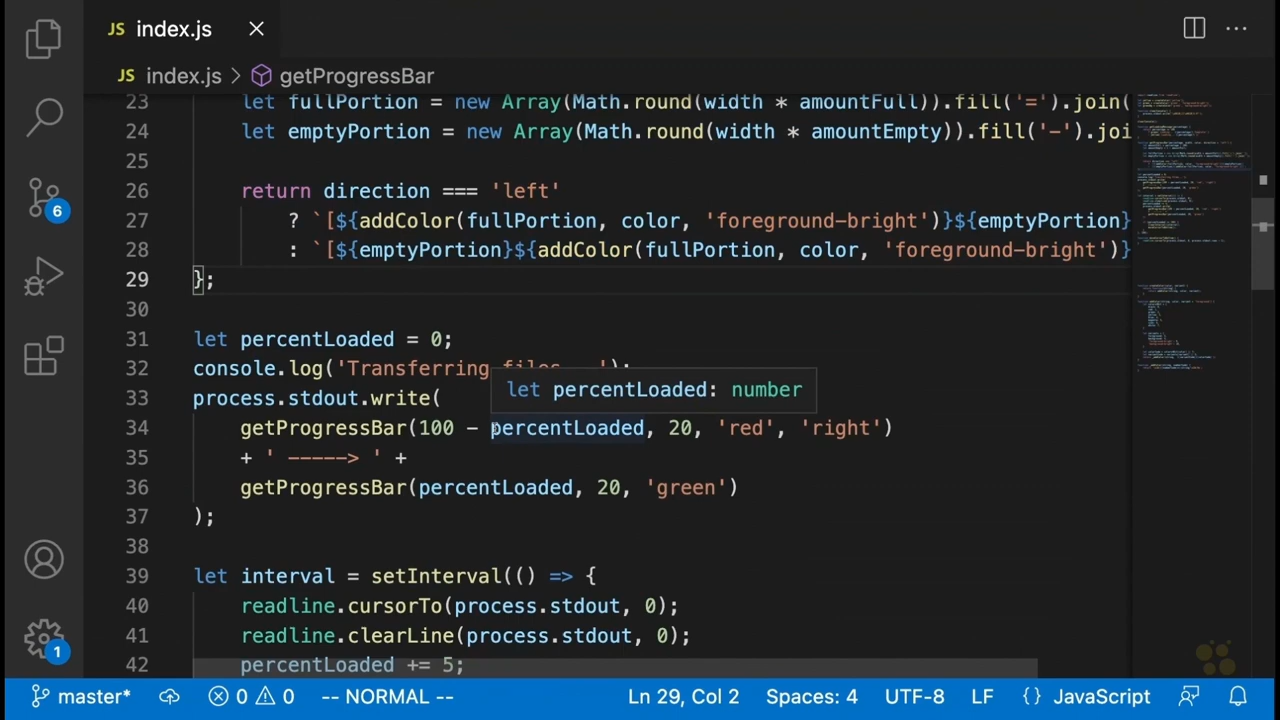 JS index.js
JS index.js > getProgressBar
23 let fullPortion = new Array(Math.round(width * amountFull)).fill('=').join(
24 let emptyPortion = new Array(Math.round(width * amountEmpty)).fill('-').joi
25
26 return direction === 'left'
27 ? `[${addColor(fullPortion, color, 'foreground-bright')}${emptyPortion}
28 : `[${emptyPortion}${addColor(fullPortion, color, 'foreground-bright')}
29 };
30
31 let percentLoaded = 0;
32 console.log('Transferring files...');
let percentLoaded: number
33 process.stdout.write(
34 getProgressBar(100 - percentLoaded, 20, 'red', 'right')
35 + ' -----> ' +
36 getProgressBar(percentLoaded, 20, 'green')
37 );
38
39 let interval = setInterval(() => {
40 readline.cursorTo(process.stdout, 0);
41 readline.clearLine(process.stdout, 0);
42 percentLoaded += 5;
6
1
master* 0 0 -- NORMAL -- Ln 29, Col 2 Spaces: 4 UTF-8 LF {} JavaScript